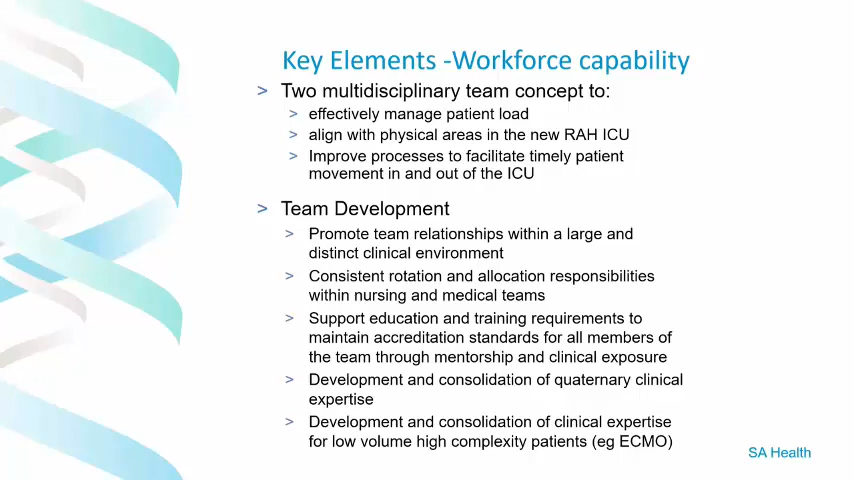 Key Elements -Workforce capability
> Two multidisciplinary team concept to:
> effectively manage patient load
> align with physical areas in the new RAH ICU
> Improve processes to facilitate timely patient
movement in and out of the ICU
> Team Development
> Promote team relationships within a large and
distinct clinical environment
> Consistent rotation and allocation responsibilities
within nursing and medical teams
> Support education and training requirements to
maintain accreditation standards for all members of
the team through mentorship and clinical exposure
> Development and consolidation of quaternary clinical
expertise
> Development and consolidation of clinical expertise
for low volume high complexity patients (eg ECMO)
SA Health